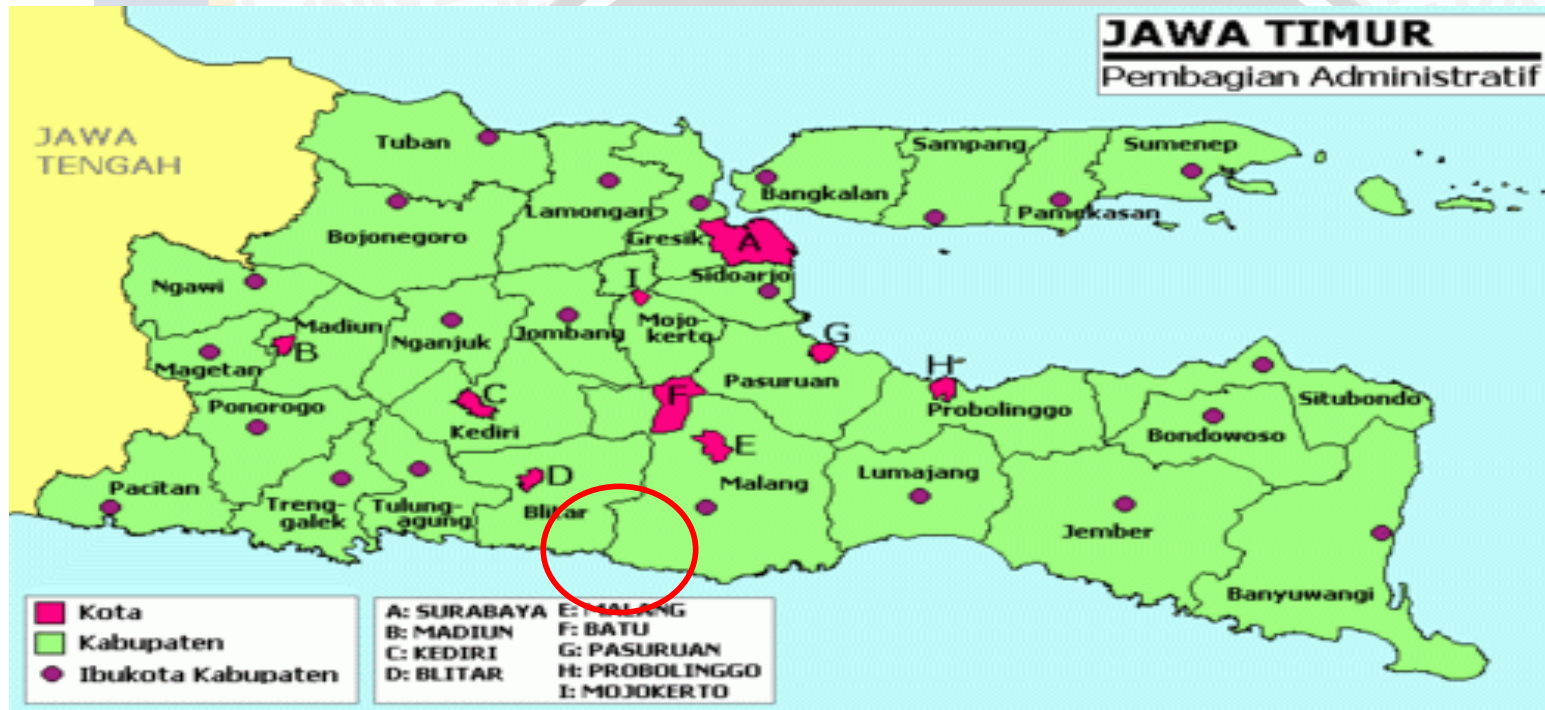 JAWA TIMUR
Pembagian Administratif
JAWA
TENGAH
Tuban
Lamongan
Bojonegoro
Gresik
A
Bangkalan
Sampang
Pamekasan
Sumenep
Ngawi
Madiun
B
Magetan
Nganjuk
Jombang
I
Sidoarjo
Mojo-
kerto
G
Pasuruan
H
Probolinggo
Situbondo
Bondowoso
Ponorogo
C
Kediri
F
E
Malang
Lumajang
Jember
Banyuwangi
Pacitan
Treng-
galek
Tulung-
agung
D
Blitar
Kota
Kabupaten
Ibukota Kabupaten
A: SURABAYA
B: MADIUN
C: KEDIRI
D: BLITAR
E: MALANG
F: BATU
G: PASURUAN
H: PROBOLINGGO
I: MOJOKERTO